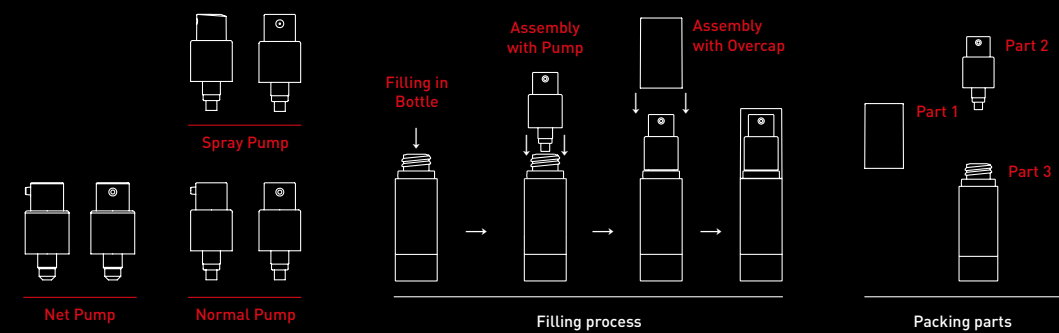 Spray Pump
Net Pump
Normal Pump
Filling in
Bottle
Assembly
with Pump
Assembly
with Overcap
Filling process
Part 1
Part 2
Part 3
Packing parts